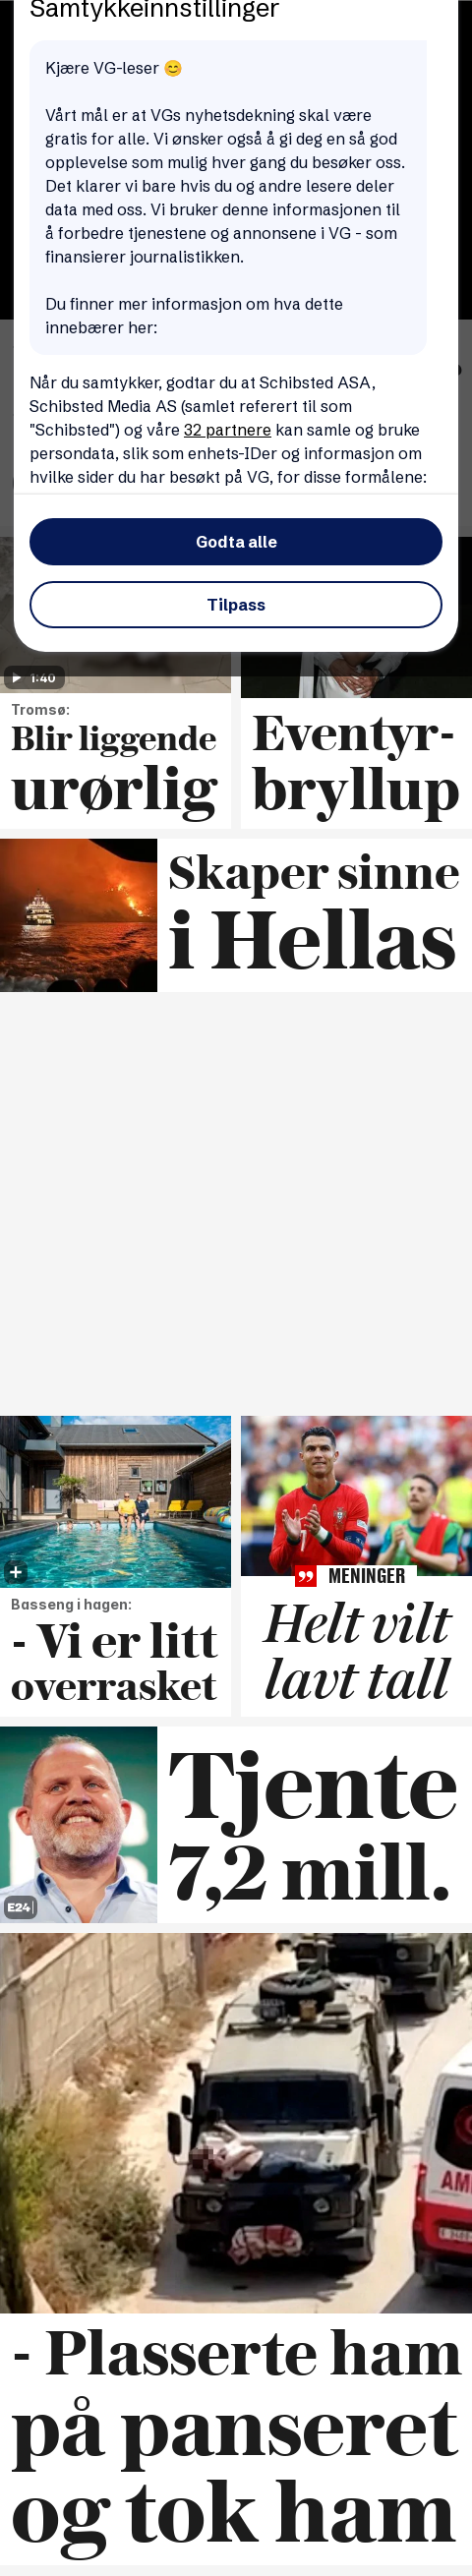 Samtykkeinnstillinger
Kjære VG-leser 😊
Vårt mål er at VGs nyhetsdekning skal være
gratis for alle. Vi ønsker også å gi deg en så god
opplevelse som mulig hver gang du besøker oss.
Det klarer vi bare hvis du og andre lesere deler
data med oss. Vi bruker denne informasjonen til
å forbedre tjenestene og annonsene i VG - som
finansierer journalistikken.
Du finner mer informasjon om hva dette
innebærer her:
Når du samtykker, godtar du at Schibsted ASA,
Schibsted Media AS (samlet referert til som
"Schibsted") og våre 32 partnere kan samle og bruke
persondata, slik som enhets-IDer og informasjon om
hvilke sider du har besøkt på VG, for disse formålene:
Godta alle
Tilpass
1:40
Tromsø:
Blir liggende
urørlig
Eventyr-
bryllup
Skaper sinne
i Hellas
Basseng i hagen:
- Vi er litt
overrasket
MENINGER
Helt vilt
lavt tall
E24
Tjente
7,2 mill.
AM
- Plasserte ham
på panseret
og tok ham